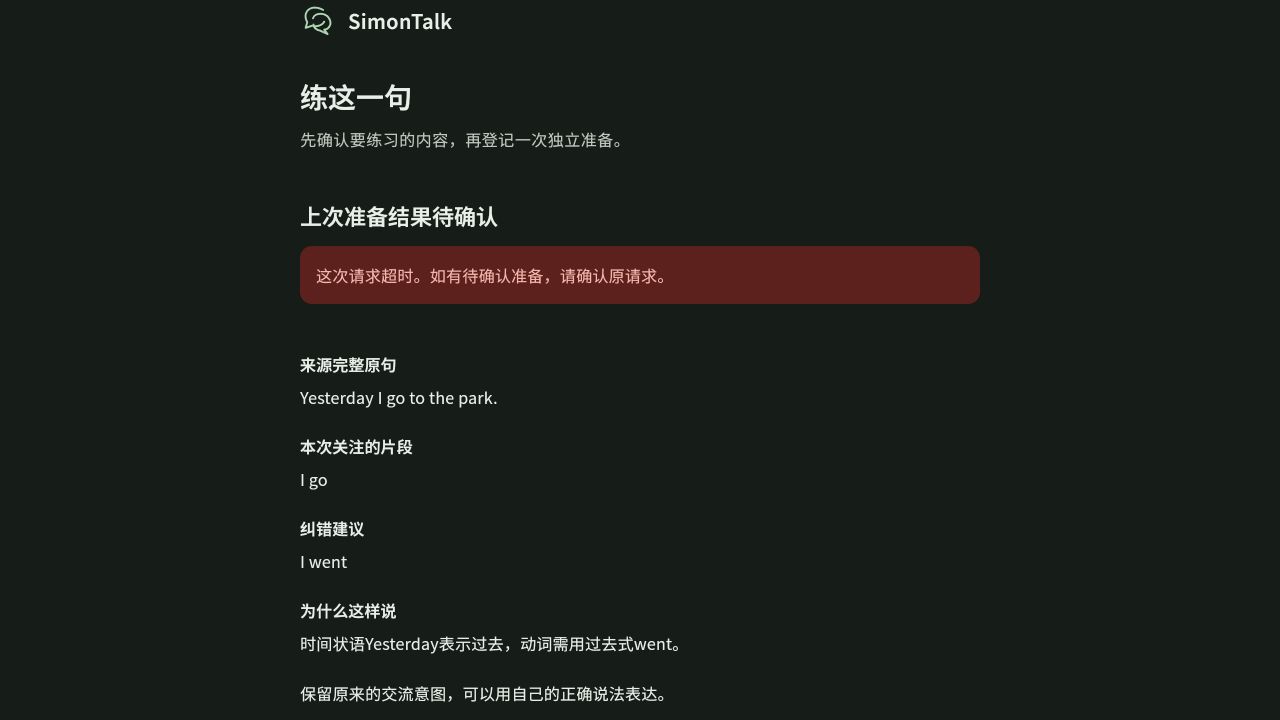 SimonTalk
练这一句
先确认要练习的内容，再登记一次独立准备。
上次准备结果待确认
这次请求超时。如有待确认准备，请确认原请求。
来源完整原句
Yesterday I go to the park.
本次关注的片段
I go
纠错建议
I went
为什么这样说
时间状语Yesterday表示过去，动词需用过去式went。
保留原来的交流意图，可以用自己的正确说法表达。